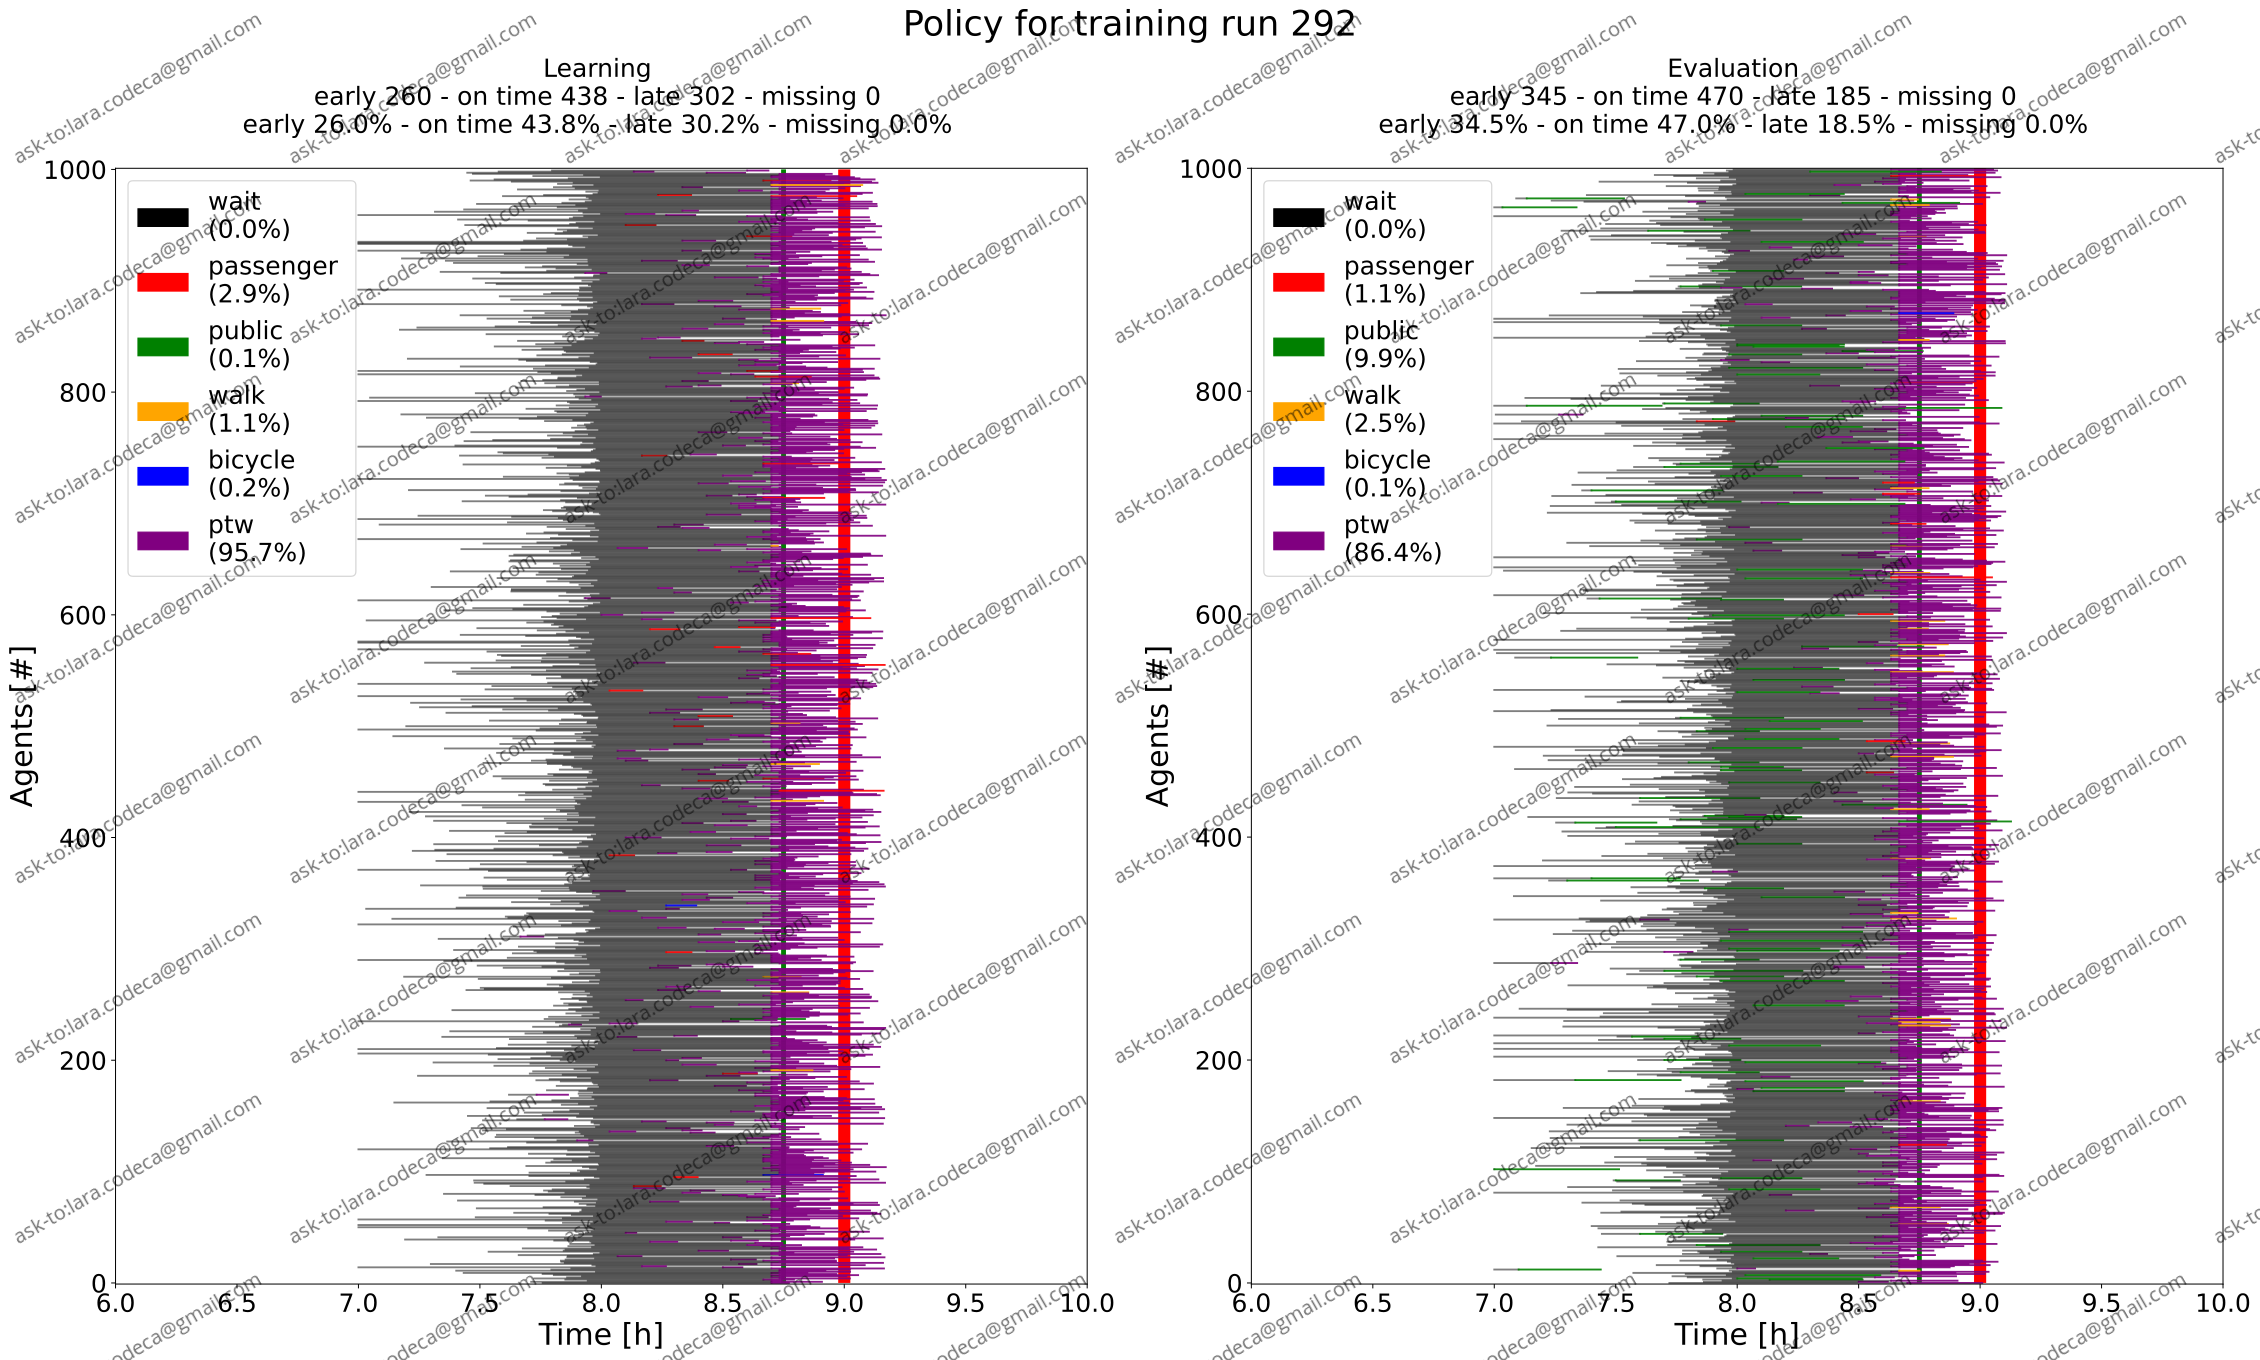 Policy for training run 292
Learning
early 260 - on time 438 - late 302 - missing 0
early 26.0% - on time 43.8% - late 30.2% - missing 0.0%
1000
800
600
400
200
0
Agents [#]
wait
(0.0%)
passenger
(2.9%)
public
(0.1%)
walk
(1.1%)
bicycle
(0.2%)
ptw
(95.7%)
6.0 6.5 7.0 7.5 8.0 8.5 9.0 9.5 10.0
Time [h]
Evaluation
early 345 - on time 470 - late 185 - missing 0
early 34.5% - on time 47.0% - late 18.5% - missing 0.0%
1000
800
600
400
200
0
Agents [#]
wait
(0.0%)
passenger
(1.1%)
public
(9.9%)
walk
(2.5%)
bicycle
(0.1%)
ptw
(86.4%)
6.0 6.5 7.0 7.5 8.0 8.5 9.0 9.5 10.0
Time [h]
ask-to:lara.codeca@gmail.com